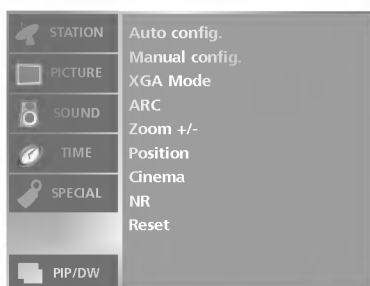 STATION
PICTURE
SOUND
TIME
SPECIAL
PIP/DW
Auto config.
Manual config.
XGA Mode
ARC
Zoom +/-
Position
Cinema
NR
Reset